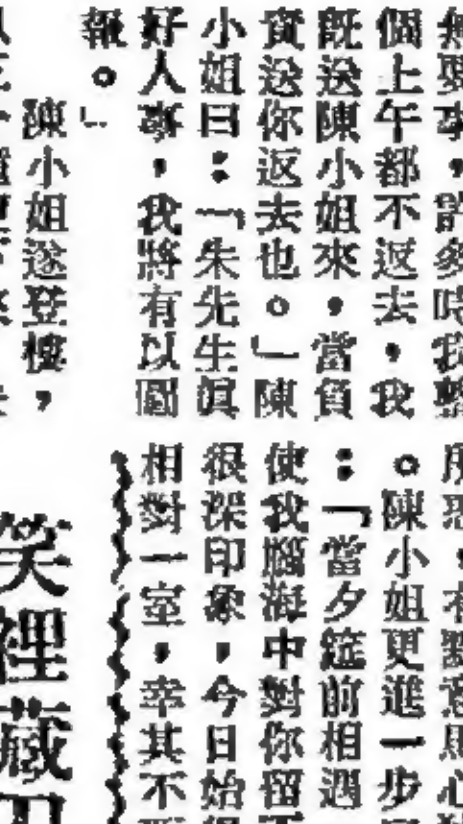 無要事，許多時我整
個上午都不返去，我
既送陳小姐來，當負
責送你返去也。」陳
小姐曰：「朱先生眞
好人事，我將有以圖
報。」
陳小姐遂登樓，
。陳小姐更進一步
：「當夕筵前相遇
使我腦海中對你留
很深印象，今日始
相對一室，幸其不
笑裡藏